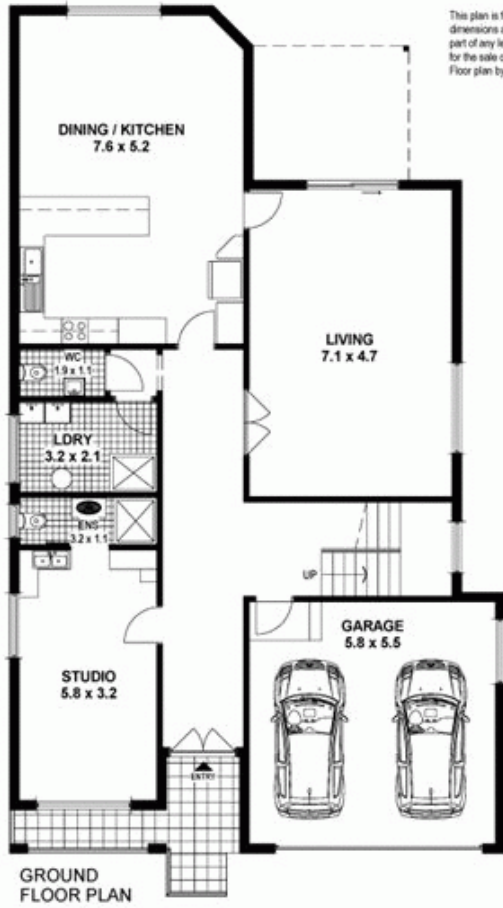 This plan is
dimensions a
part of any
for the sale
Floor plan by
DINING / KITCHEN
7.6 x 5.2
LIVING
7.1 x 4.7
WC
1.9 x 1.1
LDRY
3.2 x 2.1
ENS
3.2 x 1.1
UP
GARAGE
5.8 x 5.5
STUDIO
5.8 x 3.2
ENTRY
GROUND
FLOOR PLAN